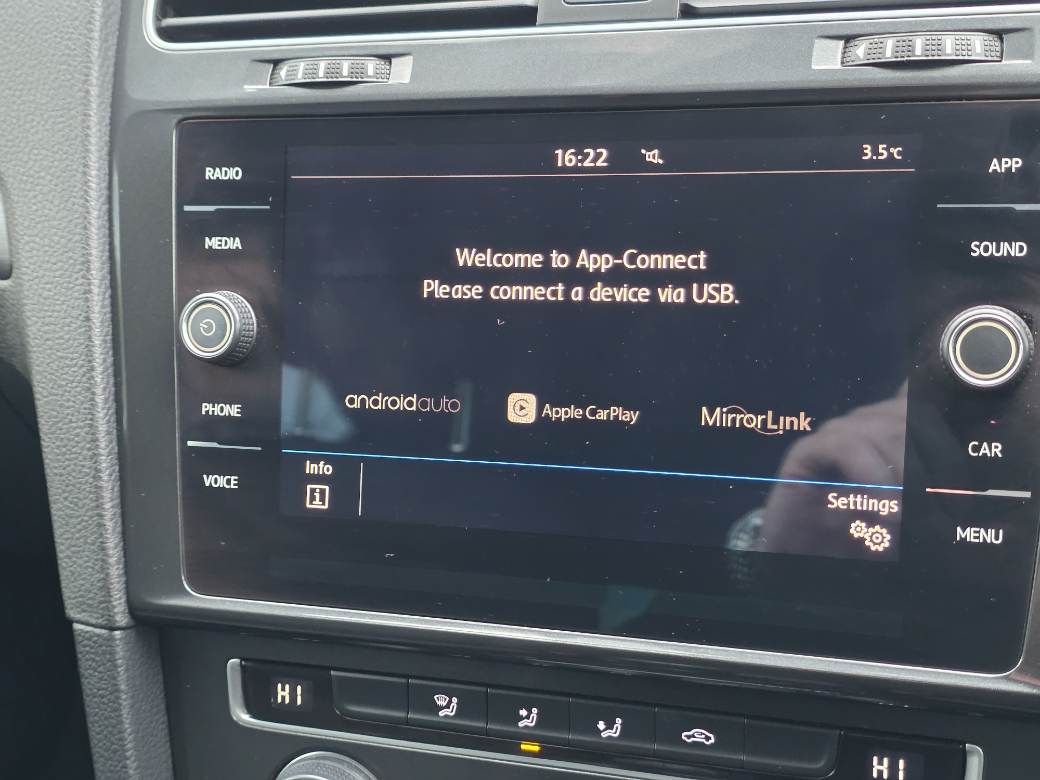 16:22
3.5°C
RADIO
APP
MEDIA
SOUND
Welcome to App-Connect
Please connect a device via USB.
androidauto
Apple CarPlay
MirrorLink
PHONE
CAR
Info
i
VOICE
Settings
MENU
HI
HI